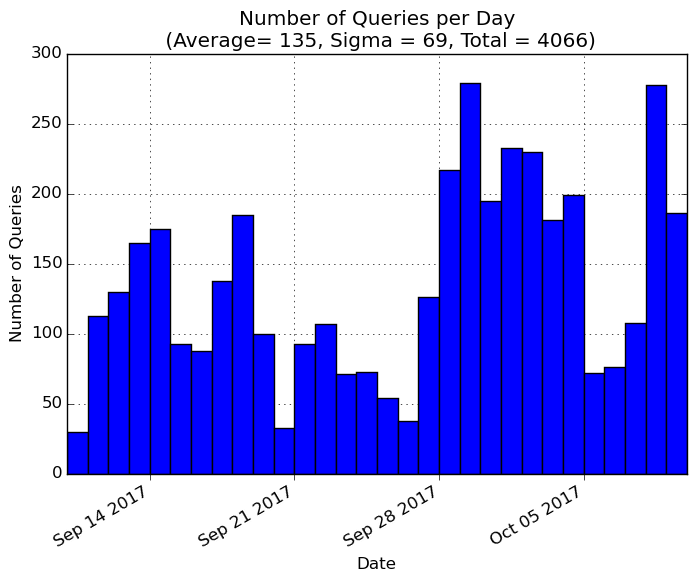 Number of Queries per Day
(Average= 135, Sigma = 69, Total = 4066)
300
250
200
150
100
50
0
Number of Queries
Sep 14 2017
Sep 21 2017
Sep 28 2017
Oct 05 2017
Date